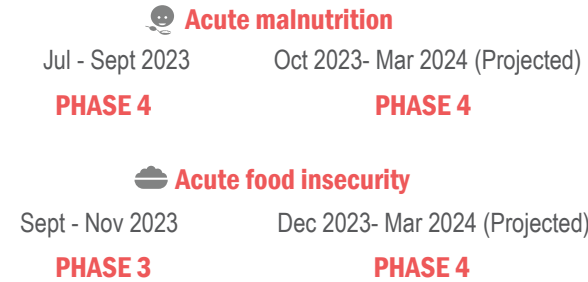 Acute malnutrition
Jul - Sept 2023 Oct 2023- Mar 2024 (Projected)
PHASE 4 PHASE 4
Acute food insecurity
Sept - Nov 2023 Dec 2023- Mar 2024 (Projected)
PHASE 3 PHASE 4